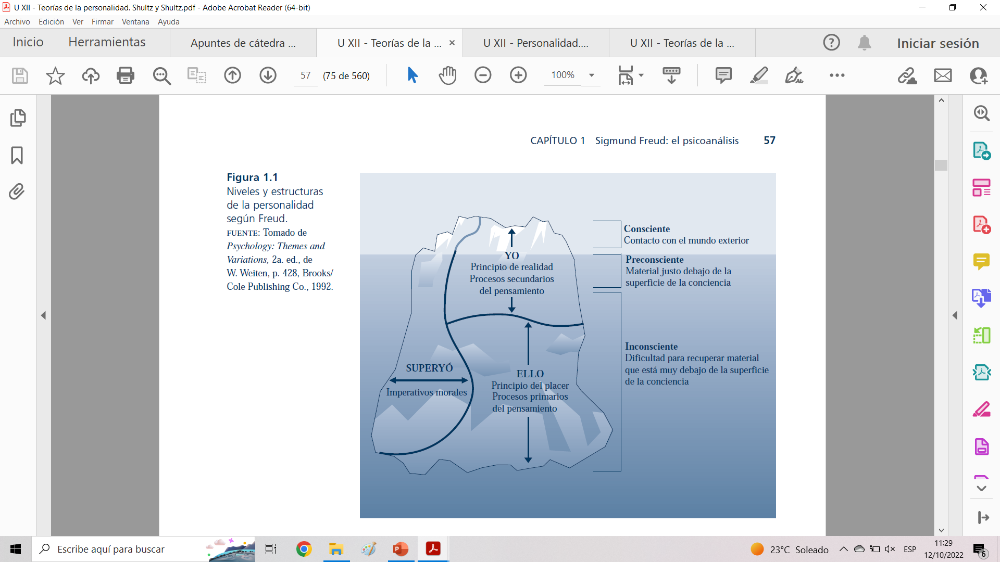 U XII - Teorías de la personalidad. Shultz y Shultz.pdf - Adobe Acrobat Reader (64-bit)
Archivo Edición Ver Firmar Ventana Ayuda
Inicio Herramientas Apuntes de cátedra ... U XII - Teorías de la ... U XII - Personalidad.... U XII - Teorías de la ... Iniciar sesión
57 (75 de 560) 100%
CAPÍTULO 1 Sigmund Freud: el psicoanálisis 57
Figura 1.1
Niveles y estructuras
de la personalidad
según Freud.
FUENTE: Tomado de
Psychology: Themes and
Variations, 2a. ed., de
W. Weiten, p. 428, Brooks/
Cole Publishing Co., 1992.
YO
Principio de realidad
Procesos secundarios
del pensamiento
SUPERYÓ
Imperativos morales
ELLO
Principio del placer
Procesos primarios
del pensamiento
Consciente
Contacto con el mundo exterior
Preconsciente
Material justo debajo de la
superficie de la conciencia
Inconsciente
Dificultad para recuperar material
que está muy debajo de la superficie
de la conciencia
Escribe aquí para buscar
23°C Soleado
ESP
11:29
12/10/2022
6